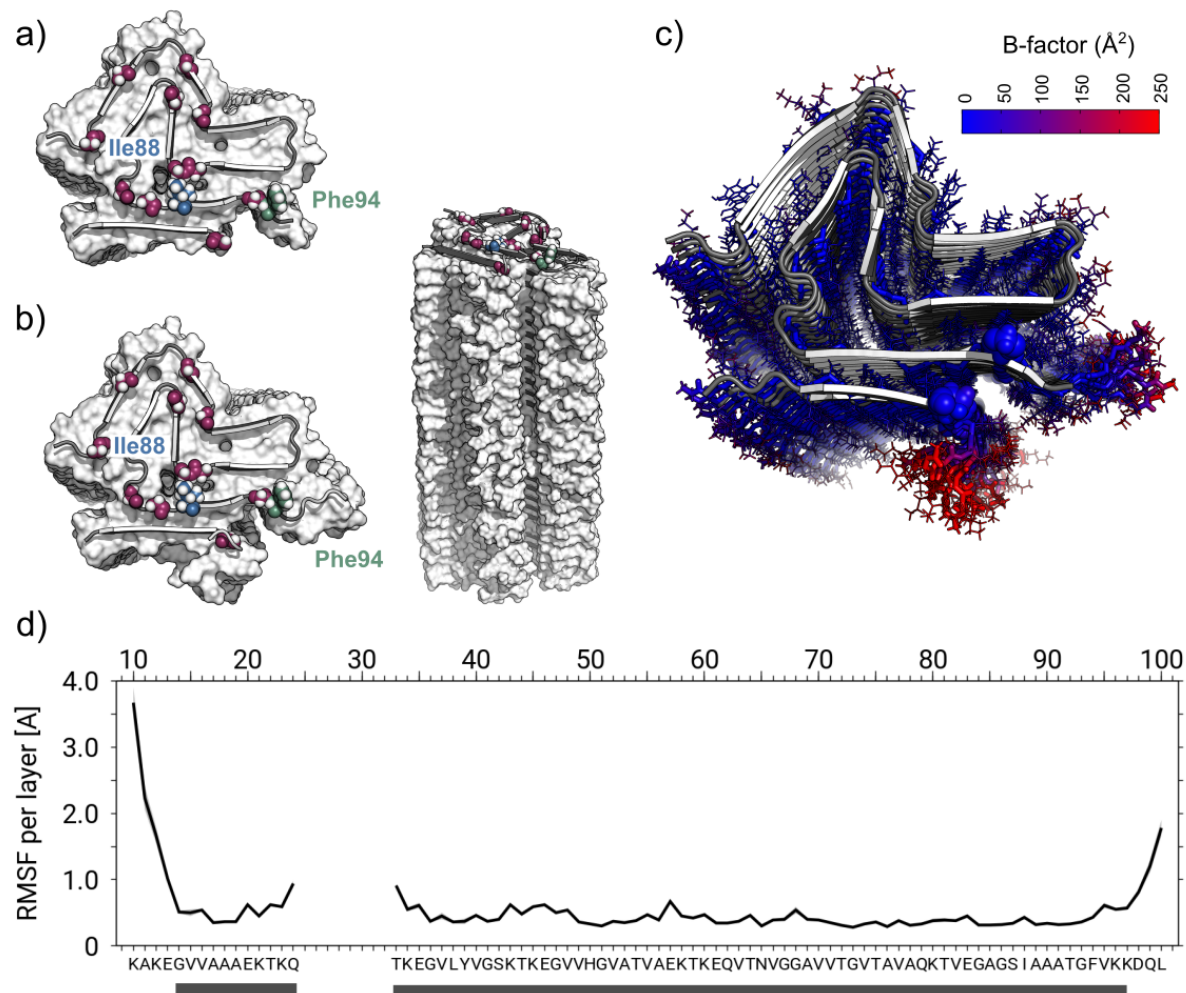 a)
Ile88
Phe94
b)
Ile88
Phe94
c)
B-factor (Å²)
0 50 100 150 200 250
d)
10 20 30 40 50 60 70 80 90 100
RMSF per layer [A]
4.0
3.0
2.0
1.0
0
KAKEGVVAAAEKTKQ TKEGVLYVGSKTKEGVVHGVATVAEKTKEQVTNVGGAVVTGVTAVAQKTVEGAGSIAAATGFVKKDQL